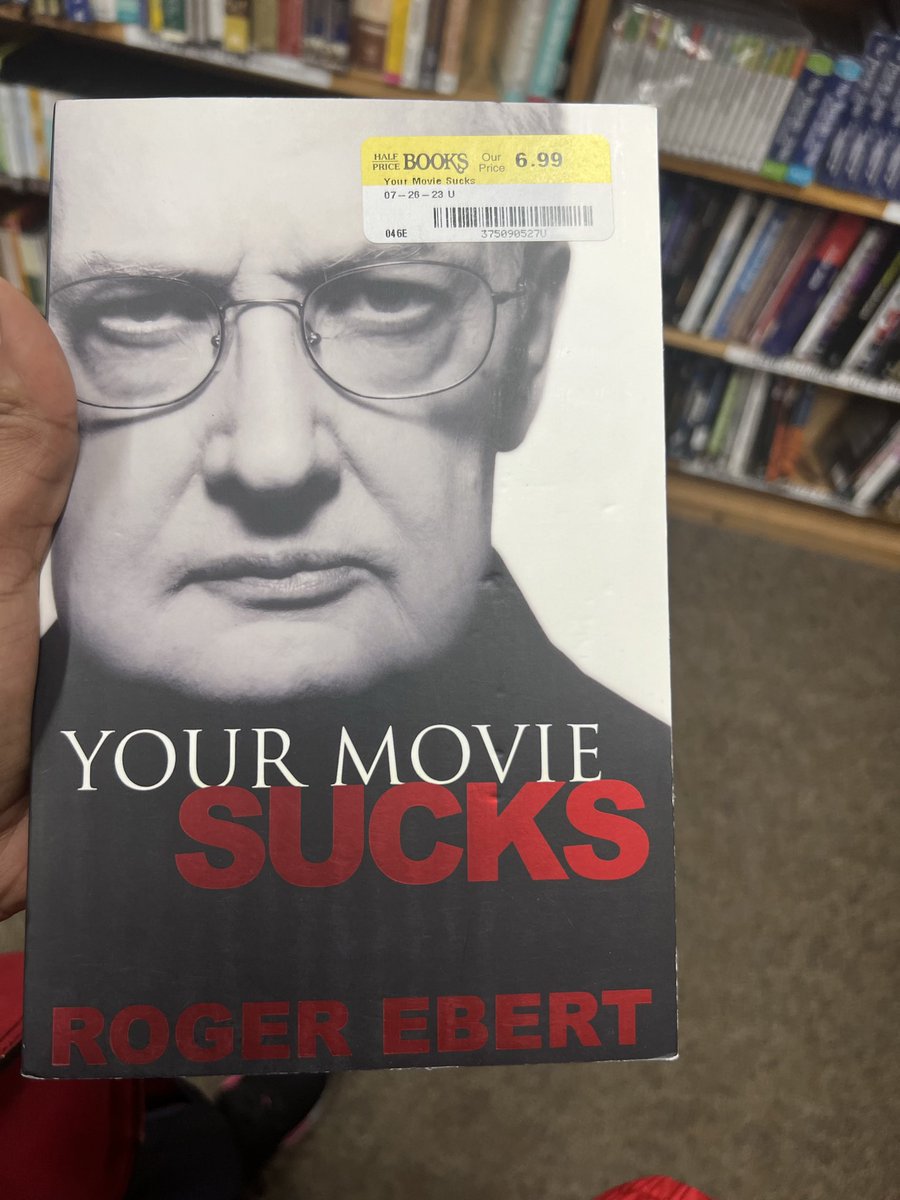 HALF PRICE BOOKS Our Price 6.99
Your Movie Sucks
07-26-23 U
046E 375090527U
YOUR MOVIE
SUCKS
ROGER EBERT